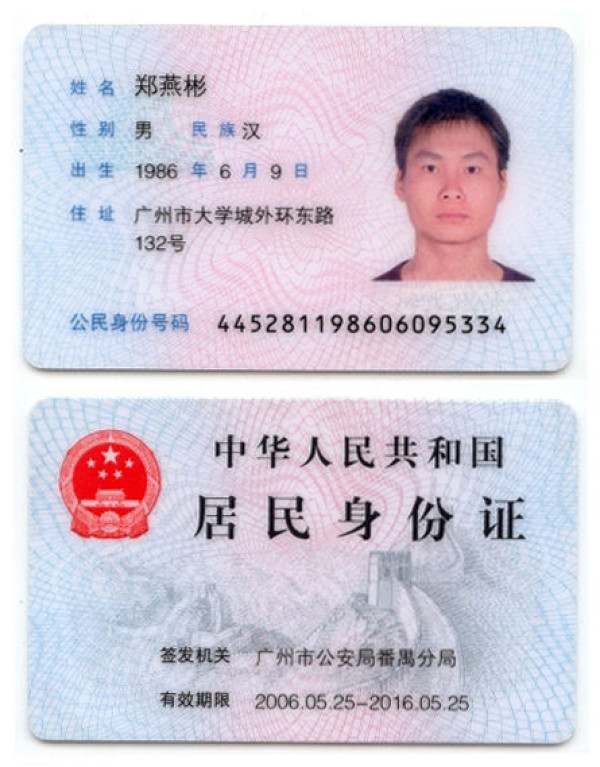 姓名 郑燕彬
性别 男 民族 汉
出生 1986 年 6 月 9 日
住址 广州市大学城外环东路
132号
公民身份号码 445281198606095334
中华人民共和国
居民身份证
签发机关 广州市公安局番禺分局
有效期限 2006.05.25-2016.05.25